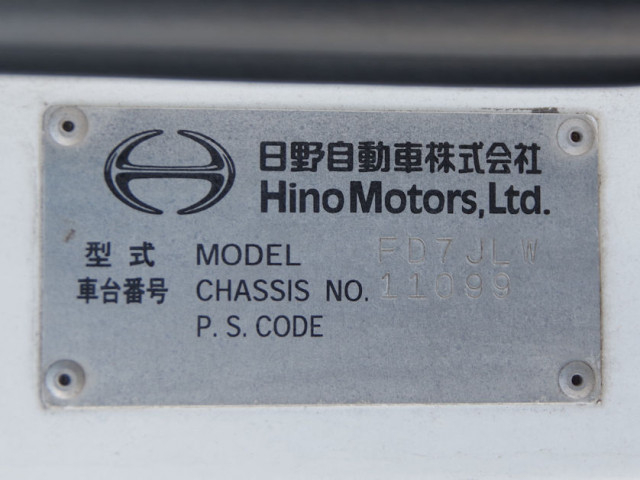 日野自動車株式会社
Hino Motors, Ltd.
型式 MODEL FD7JLW
車台番号 CHASSIS NO. 11099
P. S. CODE